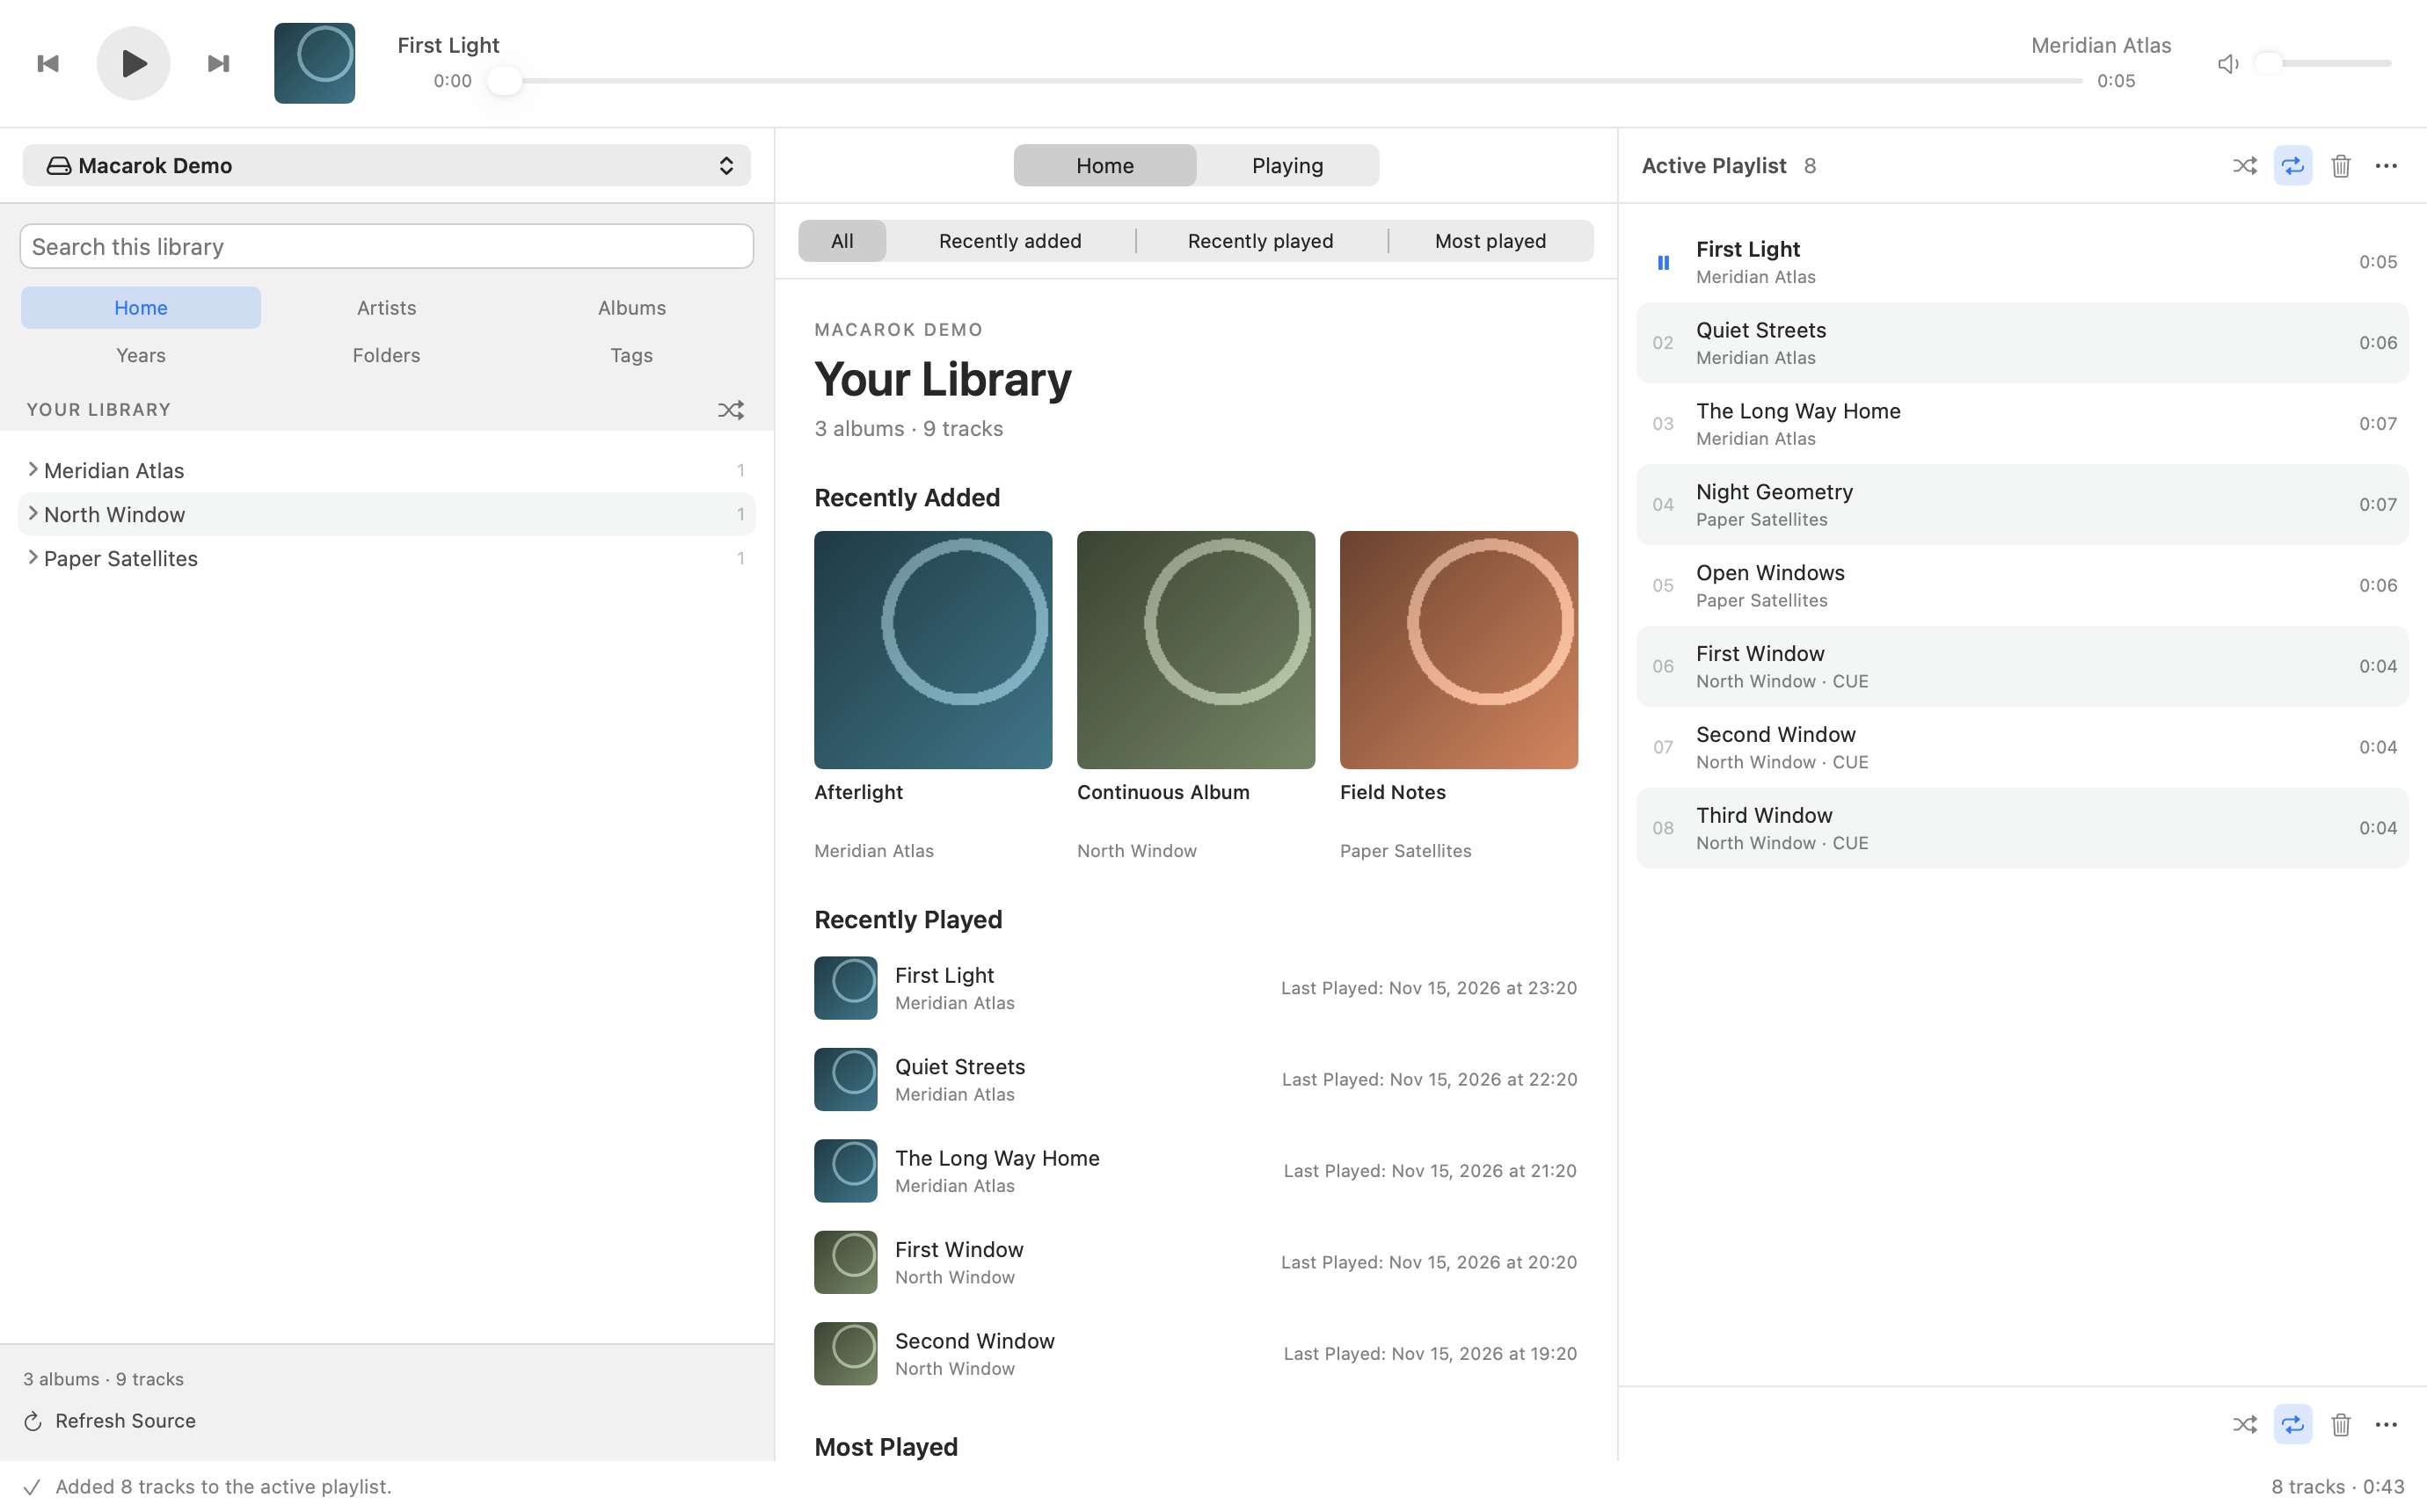 First Light
Meridian Atlas
0:00
0:05
Macarok Demo
Search this library
Home
Artists
Albums
Years
Folders
Tags
YOUR LIBRARY
Meridian Atlas 1
North Window 1
Paper Satellites 1
3 albums · 9 tracks
Refresh Source
Home
Playing
All
Recently added
Recently played
Most played
MACAROK DEMO
Your Library
3 albums · 9 tracks
Recently Added
Afterlight
Meridian Atlas
Continuous Album
North Window
Field Notes
Paper Satellites
Recently Played
First Light
Meridian Atlas
Last Played: Nov 15, 2026 at 23:20
Quiet Streets
Meridian Atlas
Last Played: Nov 15, 2026 at 22:20
The Long Way Home
Meridian Atlas
Last Played: Nov 15, 2026 at 21:20
First Window
North Window
Last Played: Nov 15, 2026 at 20:20
Second Window
North Window
Last Played: Nov 15, 2026 at 19:20
Most Played
Active Playlist 8
First Light
Meridian Atlas
0:05
02
Quiet Streets
Meridian Atlas
0:06
03
The Long Way Home
Meridian Atlas
0:07
04
Night Geometry
Paper Satellites
0:07
05
Open Windows
Paper Satellites
0:06
06
First Window
North Window · CUE
0:04
07
Second Window
North Window · CUE
0:04
08
Third Window
North Window · CUE
0:04
Added 8 tracks to the active playlist.
8 tracks · 0:43